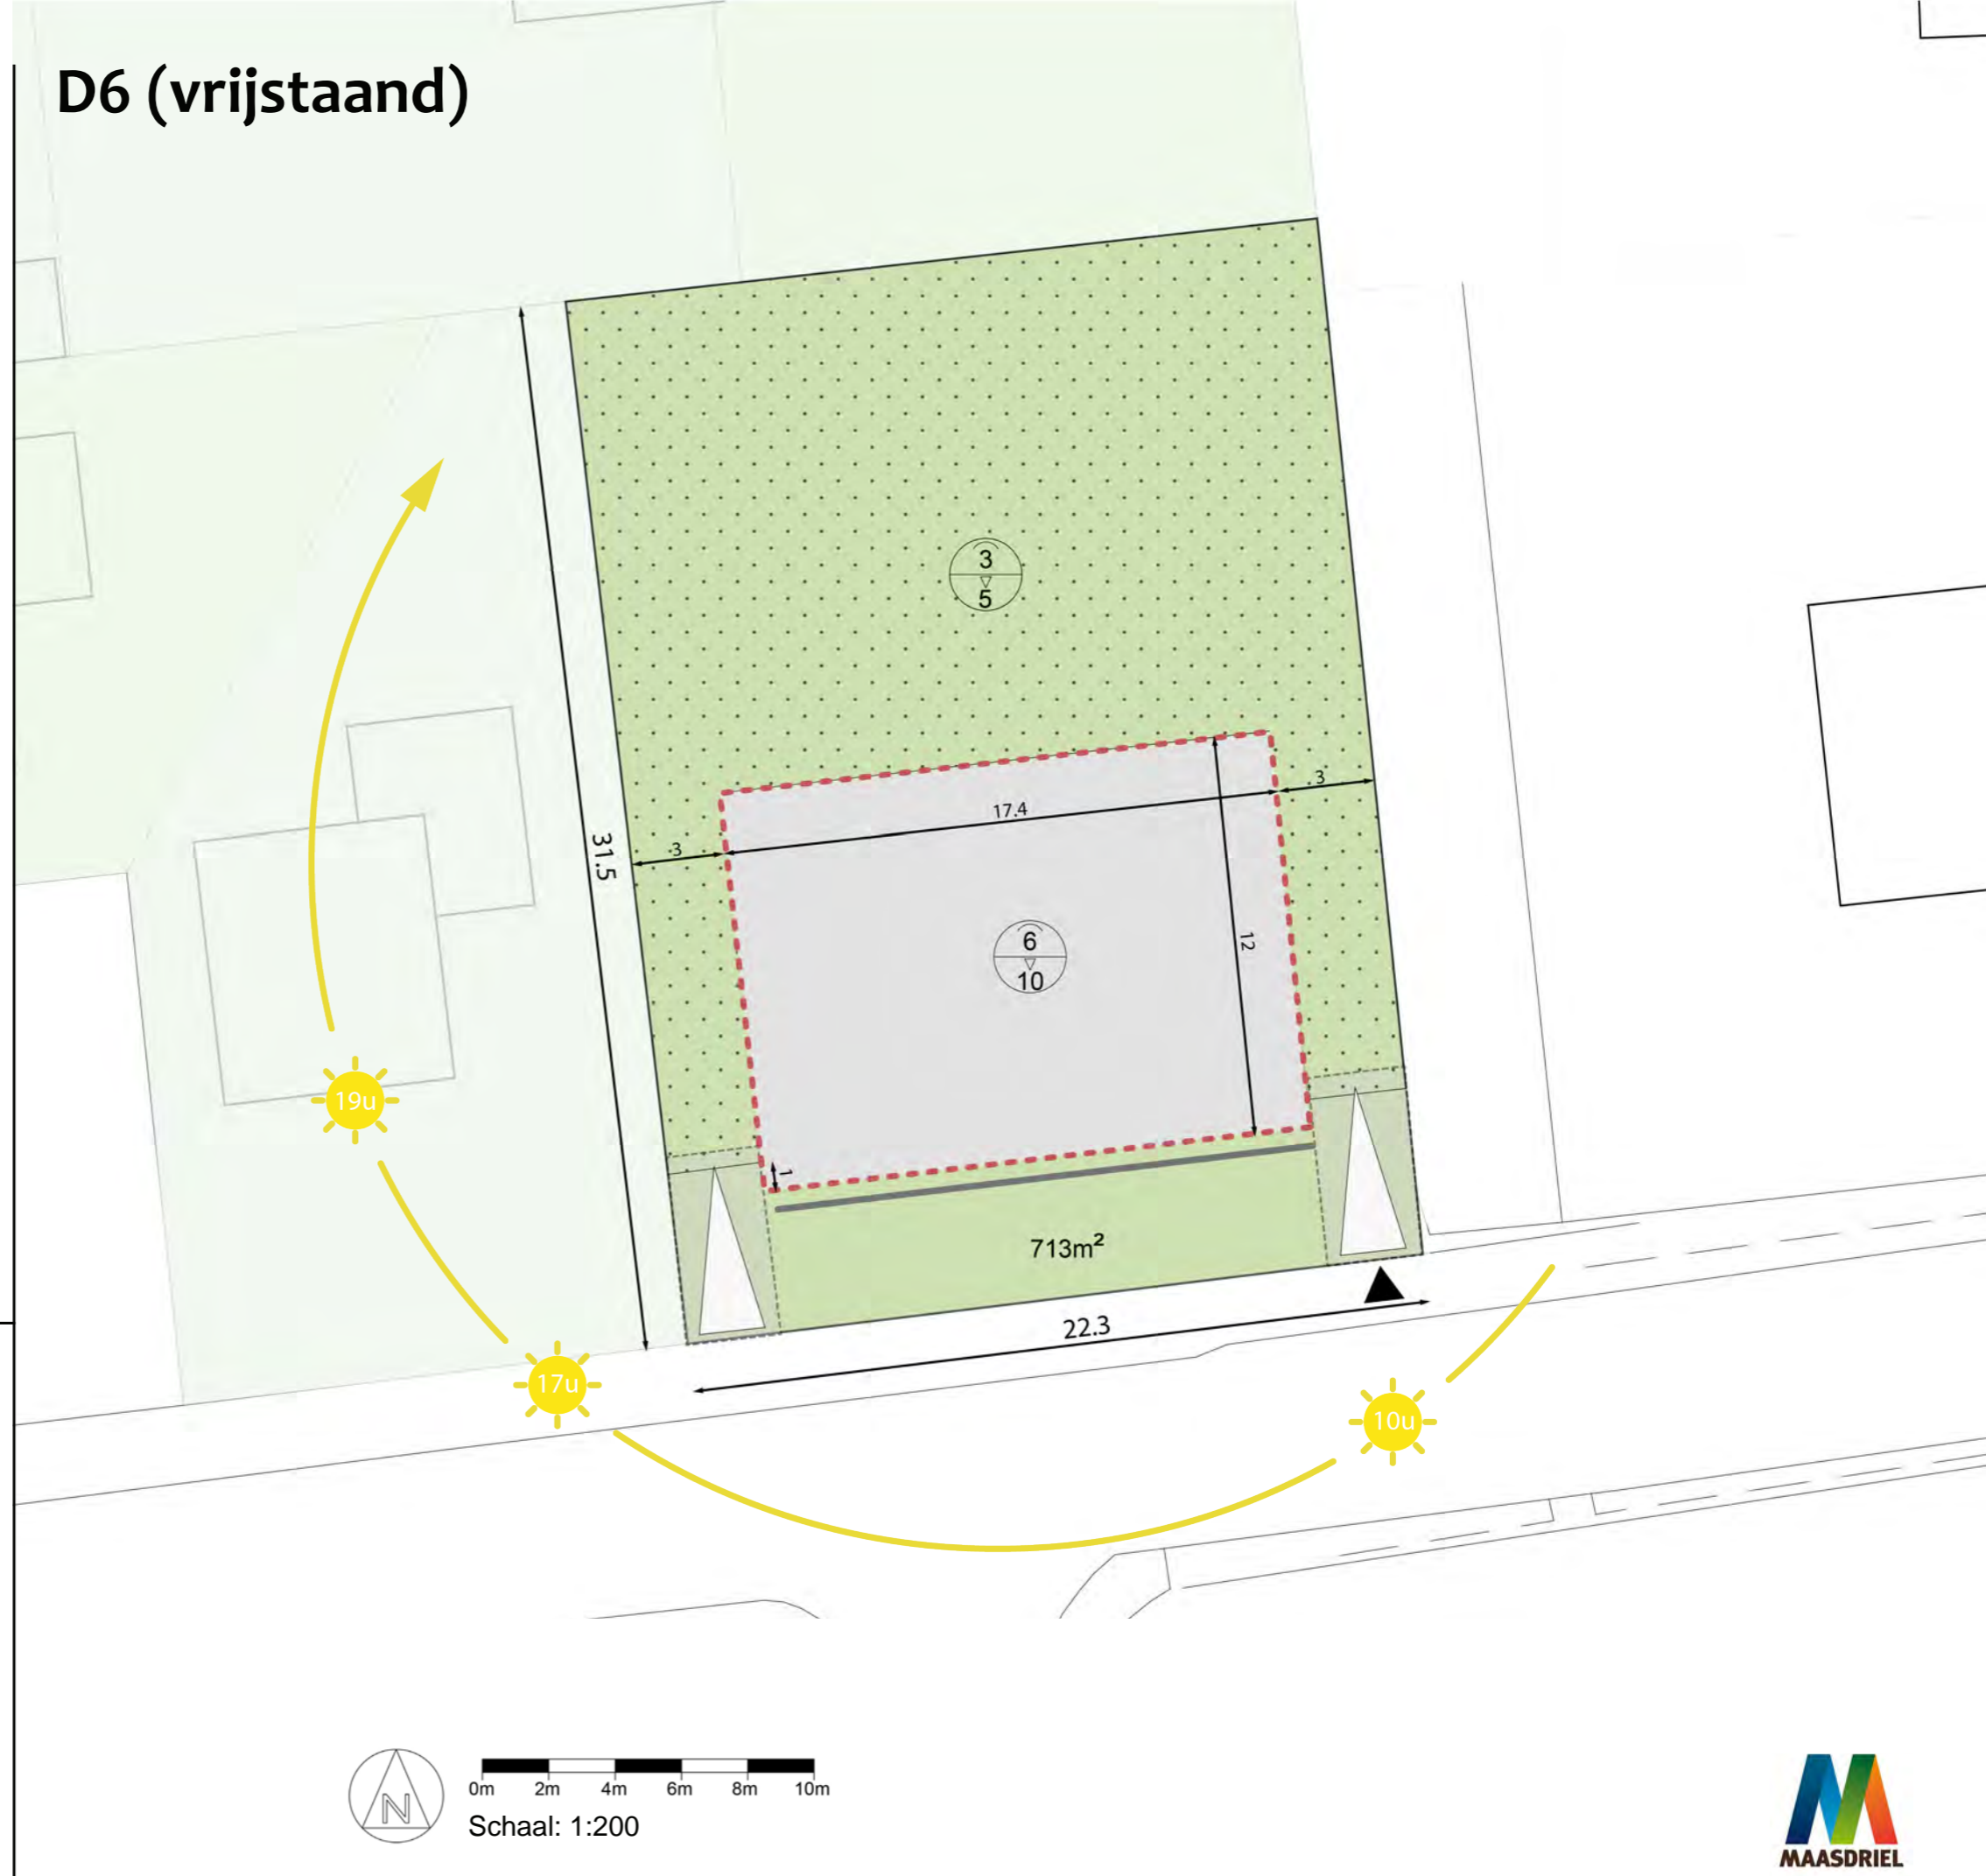 D6 (vrijstaand)
3
5
3
17.4
3
31.5
12
6
10
1
19u
713m²
22.3
17u
10u
N
0m 2m 4m 6m 8m 10m
Schaal: 1:200
MAASDRIEL